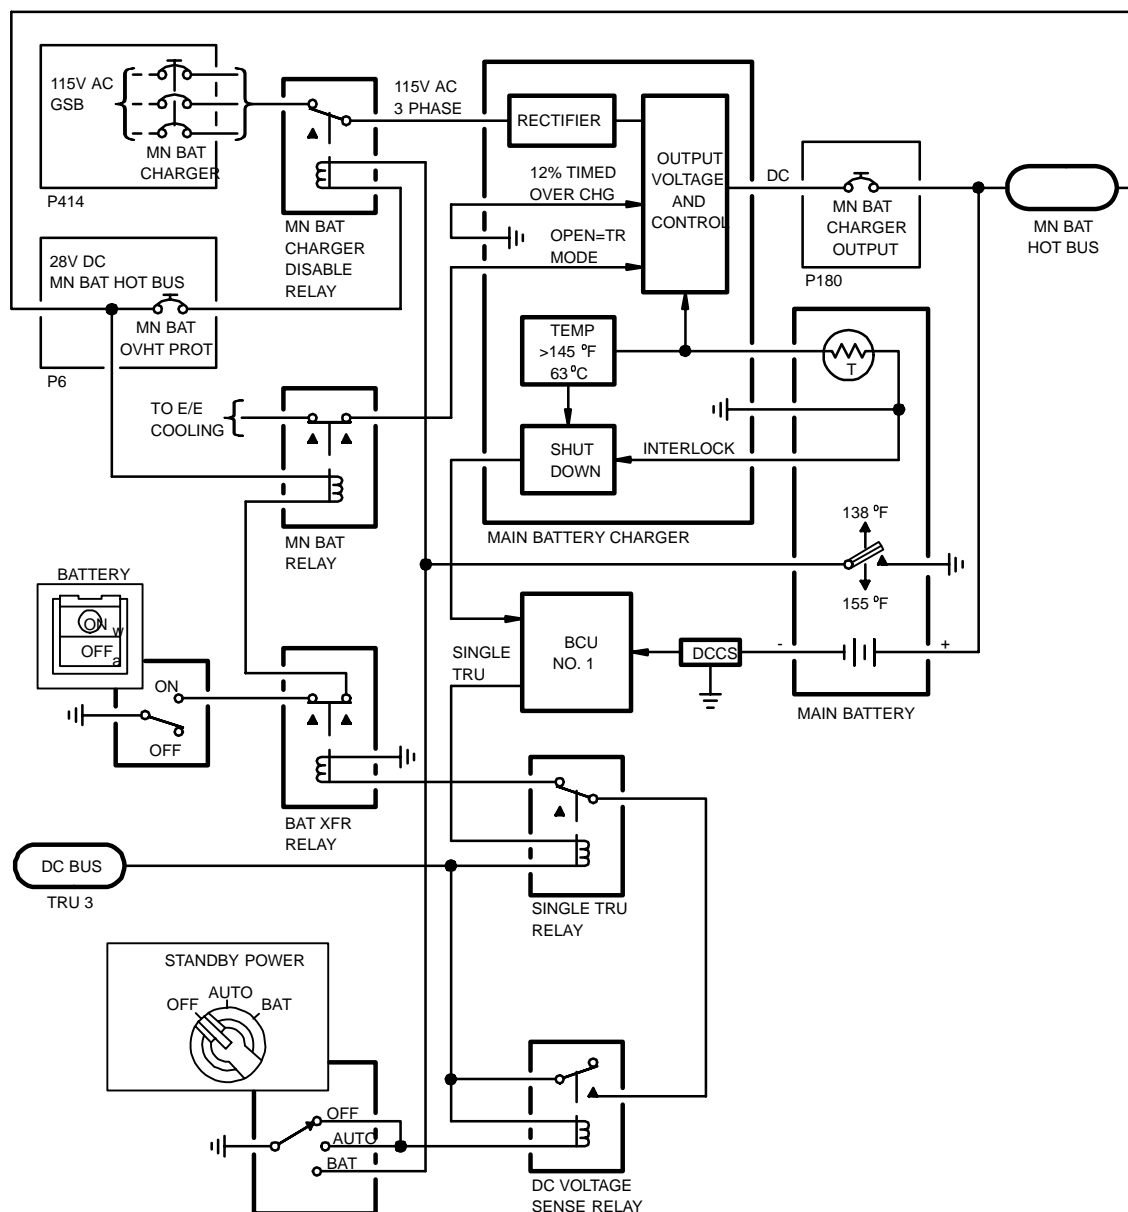 115V AC
GSB
MN BAT
CHARGER
P414
115V AC
3 PHASE
RECTIFIER
OUTPUT
VOLTAGE
AND
CONTROL
12% TIMED
OVER CHG
OPEN=TR
MODE
DC
MN BAT
CHARGER
OUTPUT
P180
MN BAT
HOT BUS
MN BAT
CHARGER
DISABLE
RELAY
28V DC
MN BAT HOT BUS
MN BAT
OVHT PROT
P6
TEMP
>145 °F
63°C
T
TO E/E
COOLING
SHUT
DOWN
INTERLOCK
MAIN BATTERY CHARGER
MN BAT
RELAY
138 °F
155 °F
BATTERY
ON
W
OFF
a
ON
OFF
SINGLE
TRU
BCU
NO. 1
DCCS
-
+
MAIN BATTERY
BAT XFR
RELAY
DC BUS
TRU 3
SINGLE TRU
RELAY
STANDBY POWER
OFF
AUTO
BAT
OFF
AUTO
BAT
DC VOLTAGE
SENSE RELAY